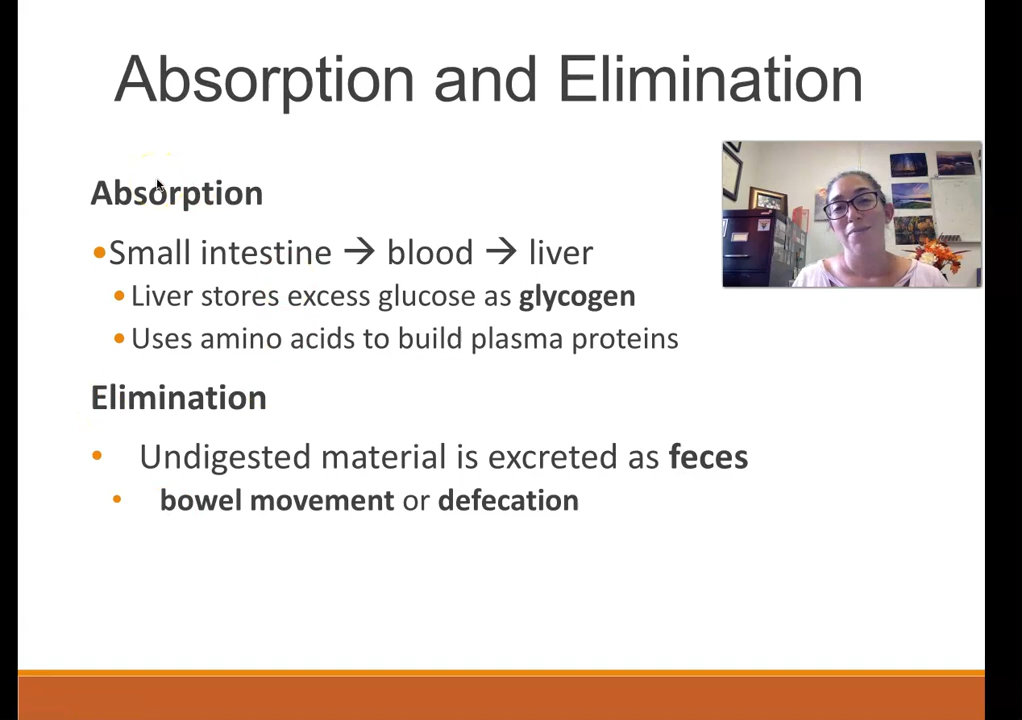 Absorption and Elimination
Absorption
•Small intestine → blood → liver
•Liver stores excess glucose as glycogen
•Uses amino acids to build plasma proteins
Elimination
• Undigested material is excreted as feces
• bowel movement or defecation